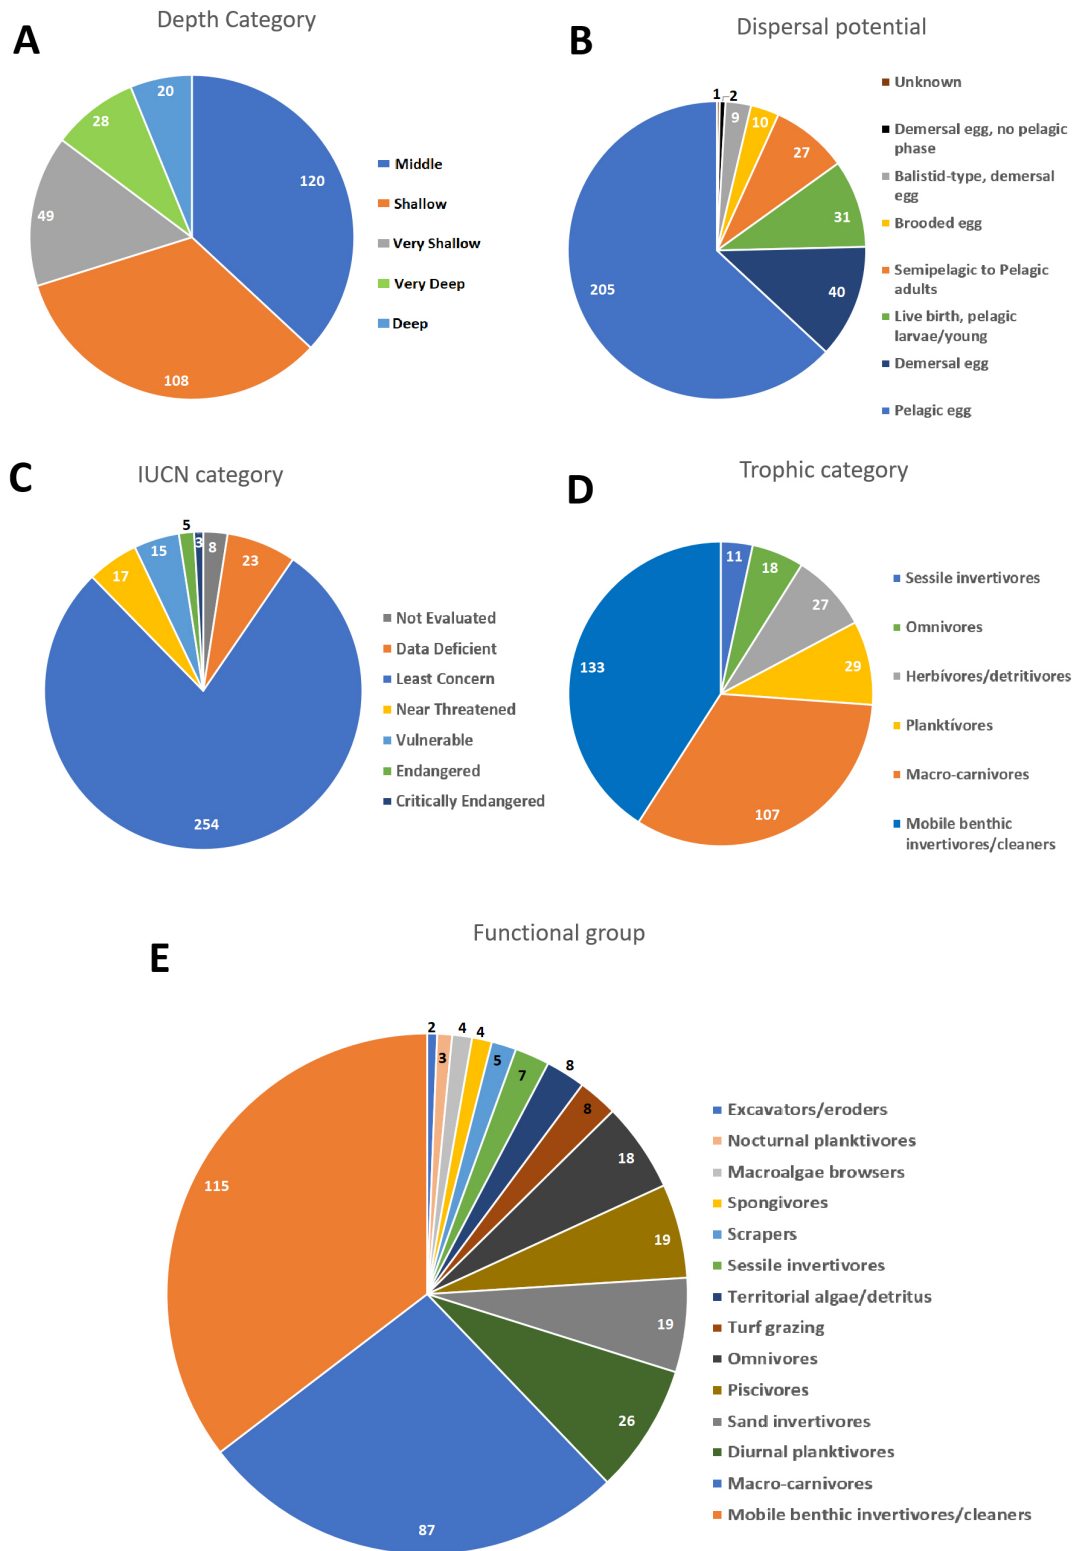 A
Depth Category
20
28
120
49
108
Middle
Shallow
Very Shallow
Very Deep
Deep
B
Dispersal potential
1
2
9
10
27
31
40
205
Unknown
Demersal egg, no pelagic
phase
Balistid-type, demersal
egg
Brooded egg
Semipelagic to Pelagic
adults
Live birth, pelagic
larvae/young
Demersal egg
Pelagic egg
C
IUCN category
5
3
8
15
23
17
254
Not Evaluated
Data Deficient
Least Concern
Near Threatened
Vulnerable
Endangered
Critically Endangered
D
Trophic category
11
18
27
29
133
107
Sessile invertivores
Omnivores
Herbívores/detritivores
Planktívores
Macro-carnivores
Mobile benthic
invertivores/cleaners
E
Functional group
2
3
4
4
5
7
8
8
18
19
19
26
87
115
Excavators/eroders
Nocturnal planktivores
Macroalgae browsers
Spongivores
Scrapers
Sessile invertivores
Territorial algae/detritus
Turf grazing
Omnivores
Piscivores
Sand invertivores
Diurnal planktivores
Macro-carnivores
Mobile benthic invertivores/cleaners